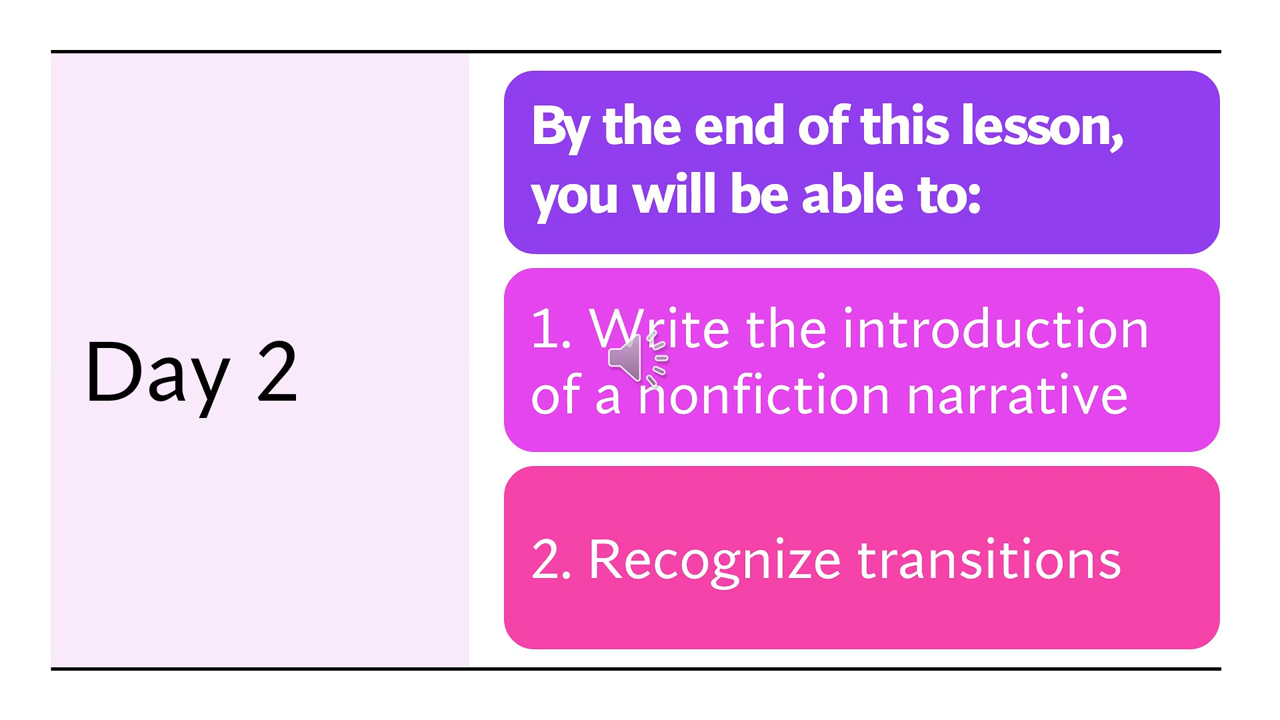 Day 2
By the end of this lesson,
you will be able to:
1. Write the introduction
of a nonfiction narrative
2. Recognize transitions